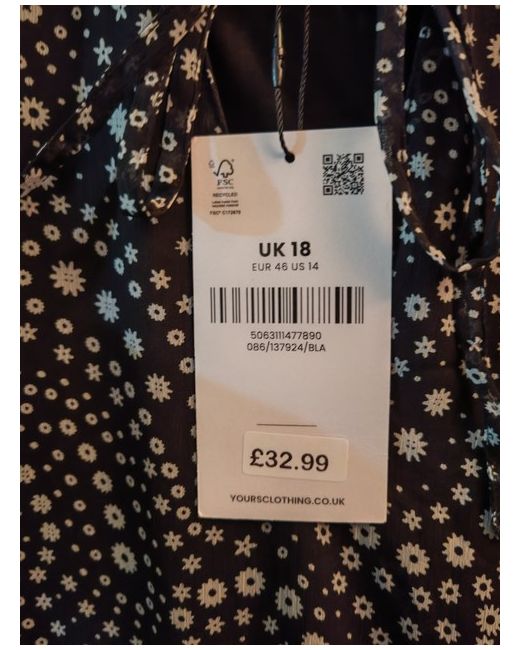 FSC
RECYCLED
UK 18
EUR 46 US 14
5063111477890
086/137924/BLA
£32.99
YOURSCLOTHING.CO.UK